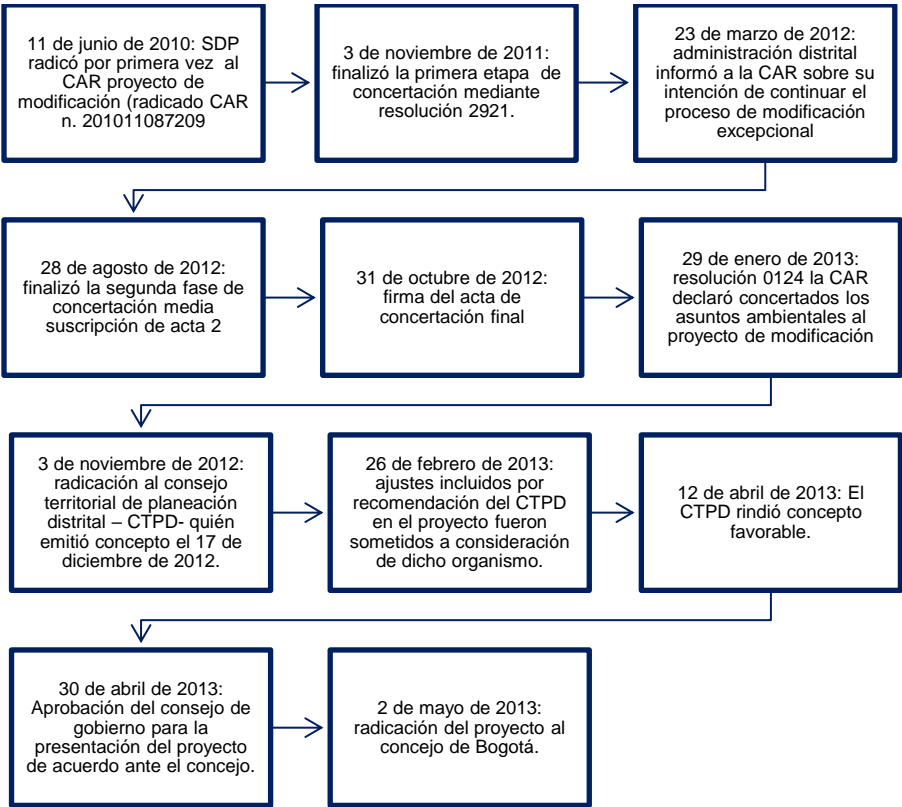 11 de junio de 2010: SDP
radicó por primera vez al
CAR proyecto de
modificación (radicado CAR
n. 201011087209
3 de noviembre de 2011:
finalizó la primera etapa de
concertación mediante
resolución 2921.
23 de marzo de 2012:
administración distrital
informó a la CAR sobre su
intención de continuar el
proceso de modificación
excepcional
28 de agosto de 2012:
finalizó la segunda fase de
concertación media
suscripción de acta 2
31 de octubre de 2012:
firma del acta de
concertación final
29 de enero de 2013:
resolución 0124 la CAR
declaró concertados los
asuntos ambientales al
proyecto de modificación
3 de noviembre de 2012:
radicación al consejo
territorial de planeación
distrital – CTPD- quién
emitió concepto el 17 de
diciembre de 2012.
26 de febrero de 2013:
ajustes incluidos por
recomendación del CTPD
en el proyecto fueron
sometidos a consideración
de dicho organismo.
12 de abril de 2013: El
CTPD rindió concepto
favorable.
30 de abril de 2013:
Aprobación del consejo de
gobierno para la
presentación del proyecto
de acuerdo ante el concejo.
2 de mayo de 2013:
radicación del proyecto al
concejo de Bogotá.